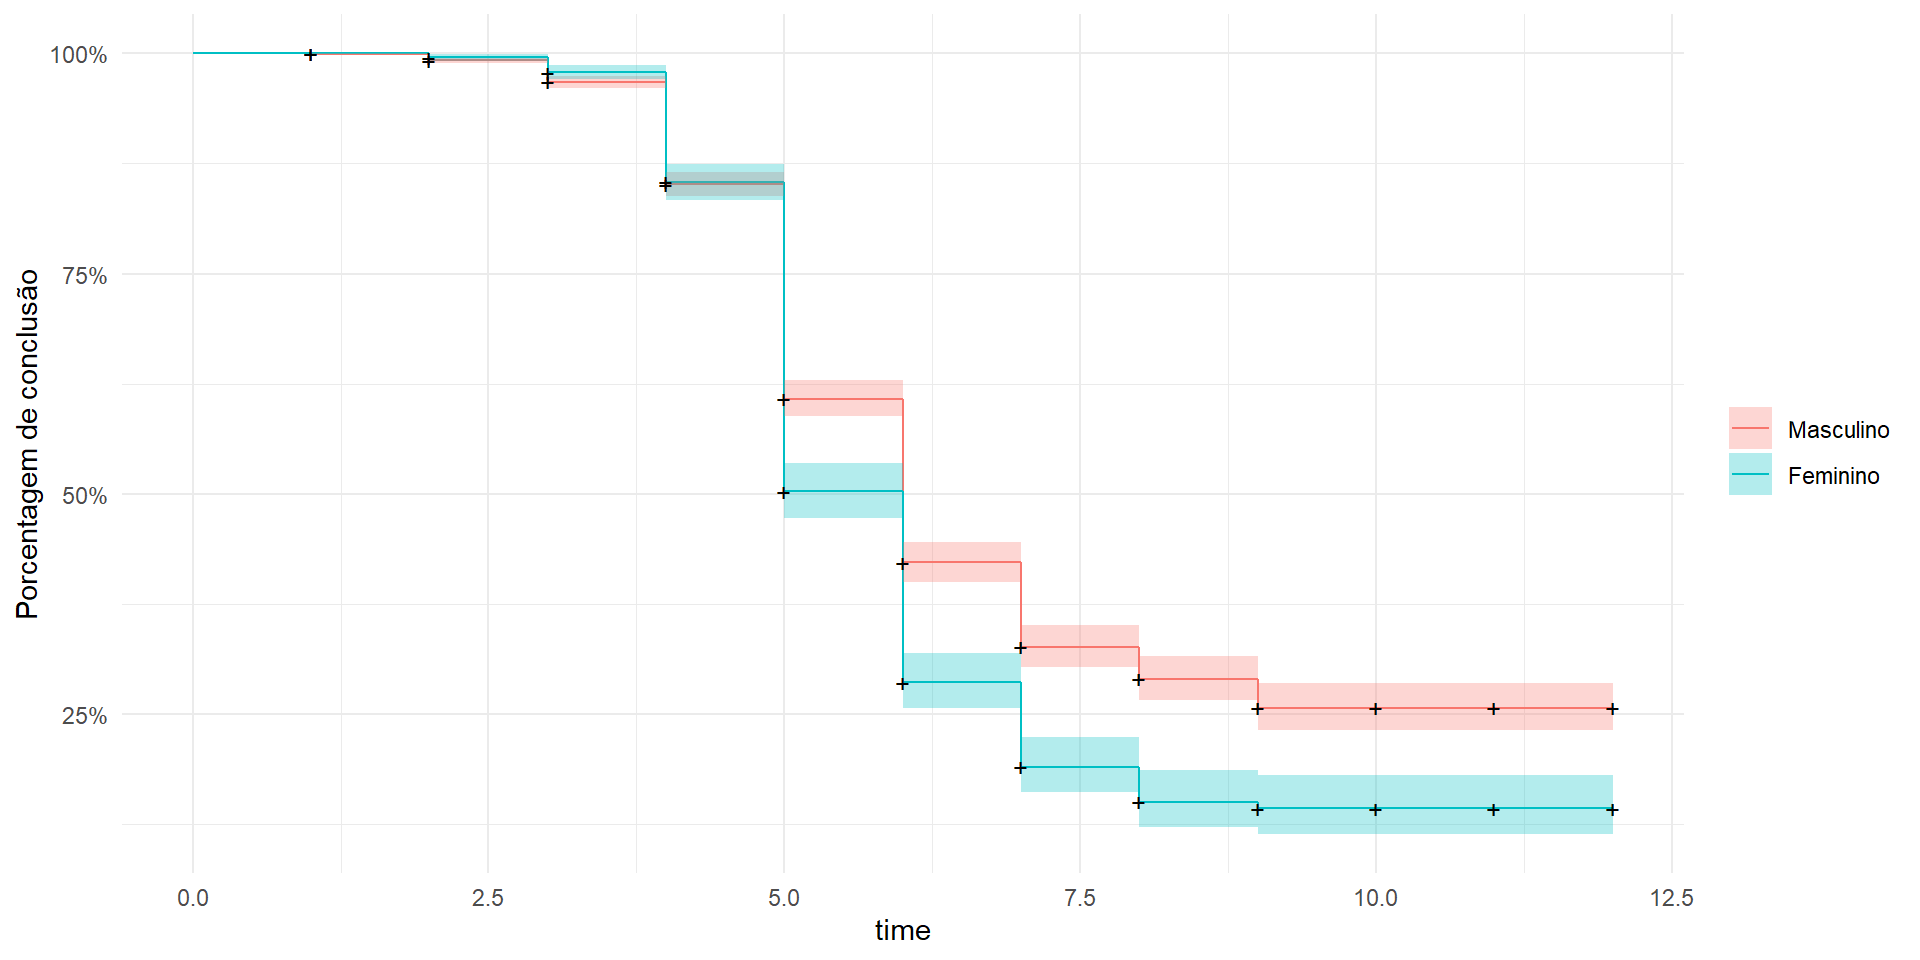 100%
75%
50%
25%
Porcentagem de conclusão
0.0 2.5 5.0 7.5 10.0 12.5
time
Masculino
Feminino